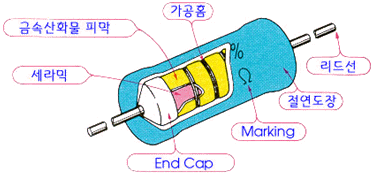 금속산화물 피막
가공홈
세라믹
리드선
절연도장
% Ω
Marking
End Cap